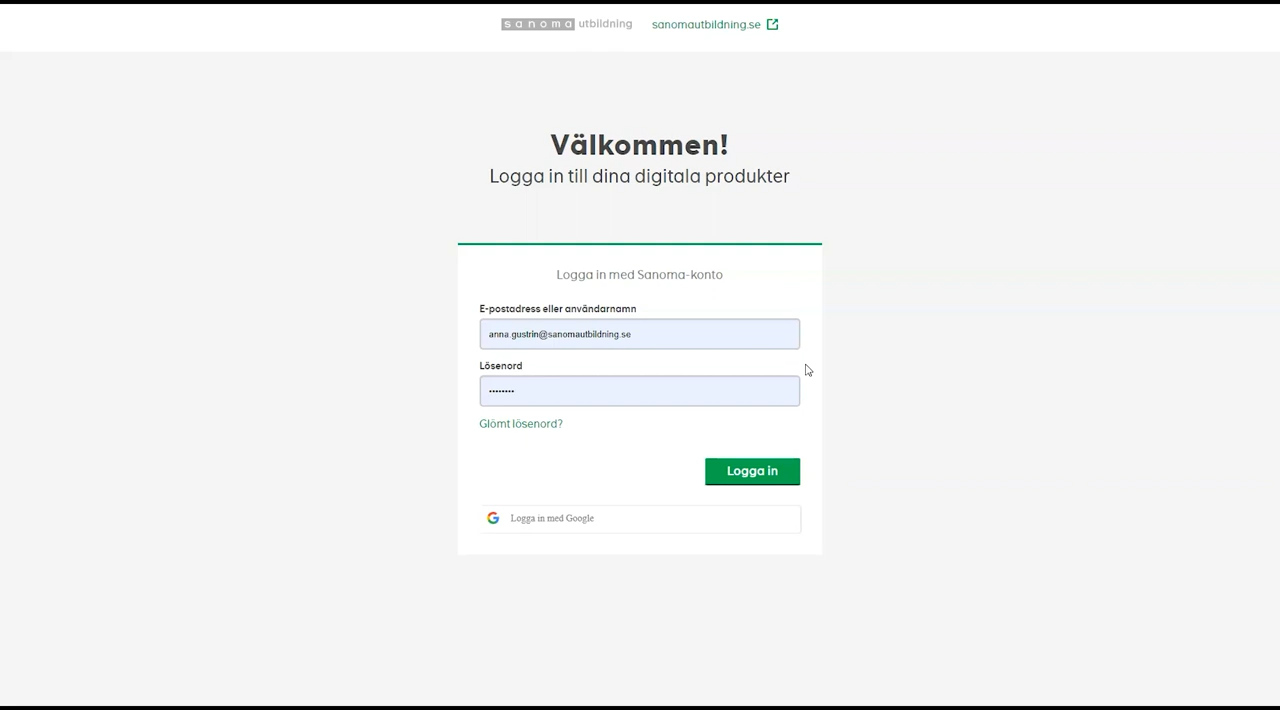 sanoma utbildning sanomautbildning.se
Välkommen!
Logga in till dina digitala produkter
Logga in med Sanoma-konto
E-postadress eller användarnamn
anna.gustrin@sanomautbildning.se
Lösenord
••••••••
Glömt lösenord?
Logga in
Logga in med Google